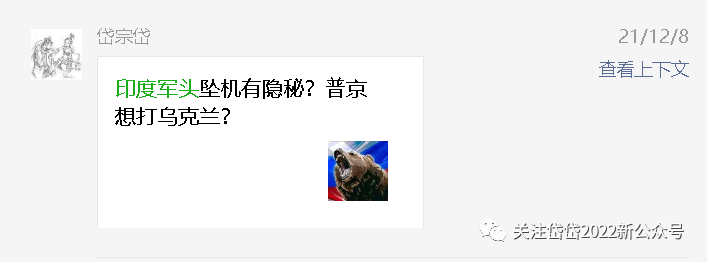 岱宗岱
21/12/8
查看上下文
印度军头坠机有隐秘？普京
想打乌克兰？
关注岱岱2022新公众号